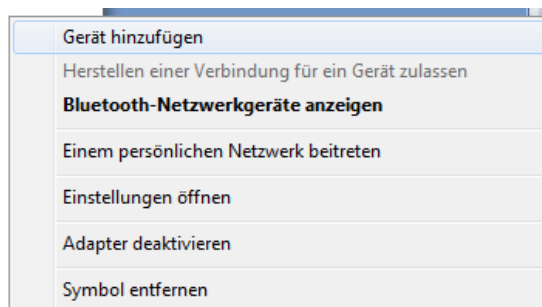 Gerät hinzufügen
Herstellen einer Verbindung für ein Gerät zulassen
Bluetooth-Netzwerkgeräte anzeigen
Einem persönlichen Netzwerk beitreten
Einstellungen öffnen
Adapter deaktivieren
Symbol entfernen